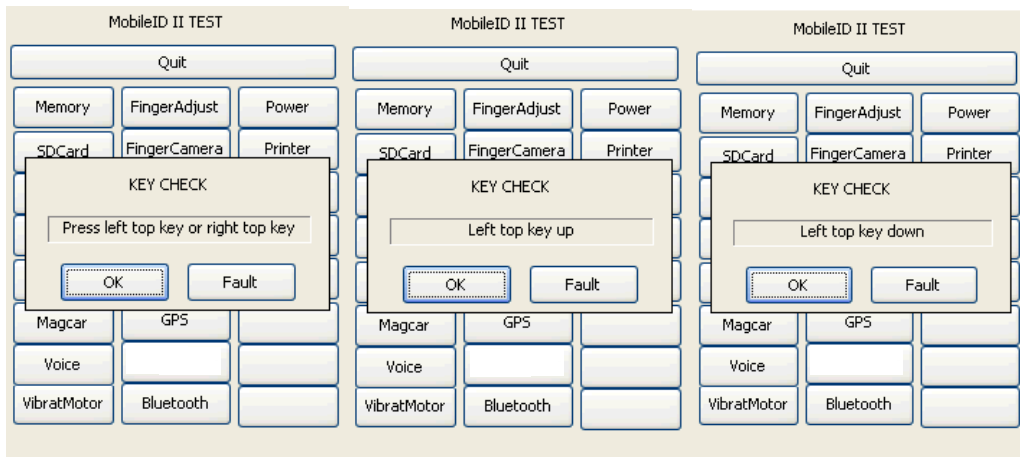 MobileID II TEST
Quit
Memory FingerAdjust Power
SDCard FingerCamera Printer
KEY CHECK
Press left top key or right top key
OK Fault
Magcar GPS
Voice
VibratMotor Bluetooth
MobileID II TEST
Quit
Memory FingerAdjust Power
SDCard FingerCamera Printer
KEY CHECK
Left top key up
OK Fault
Magcar GPS
Voice
VibratMotor Bluetooth
MobileID II TEST
Quit
Memory FingerAdjust Power
SDCard FingerCamera Printer
KEY CHECK
Left top key down
OK Fault
Magcar GPS
Voice
VibratMotor Bluetooth